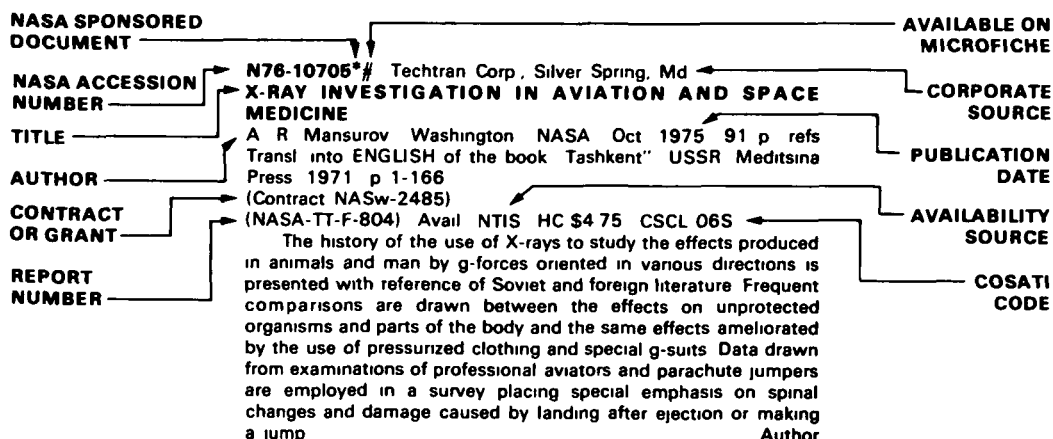 NASA SPONSORED
DOCUMENT
AVAILABLE ON
MICROFICHE
NASA ACCESSION
NUMBER
N76-10705*# Techtran Corp, Silver Spring, Md
CORPORATE
SOURCE
TITLE
X-RAY INVESTIGATION IN AVIATION AND SPACE
MEDICINE
AUTHOR
A R Mansurov Washington NASA Oct 1975 91 p refs
Transl into ENGLISH of the book Tashkent" USSR Meditsina
Press 1971 p 1-166
PUBLICATION
DATE
CONTRACT
OR GRANT
(Contract NASw-2485)
(NASA-TT-F-804) Avail NTIS HC $4 75 CSCL 06S
AVAILABILITY
SOURCE
REPORT
NUMBER
COSATI
CODE
The history of the use of X-rays to study the effects produced
in animals and man by g-forces oriented in various directions is
presented with reference of Soviet and foreign literature Frequent
comparisons are drawn between the effects on unprotected
organisms and parts of the body and the same effects ameliorated
by the use of pressurized clothing and special g-suits Data drawn
from examinations of professional aviators and parachute jumpers
are employed in a survey placing special emphasis on spinal
changes and damage caused by landing after ejection or making
a jump Author